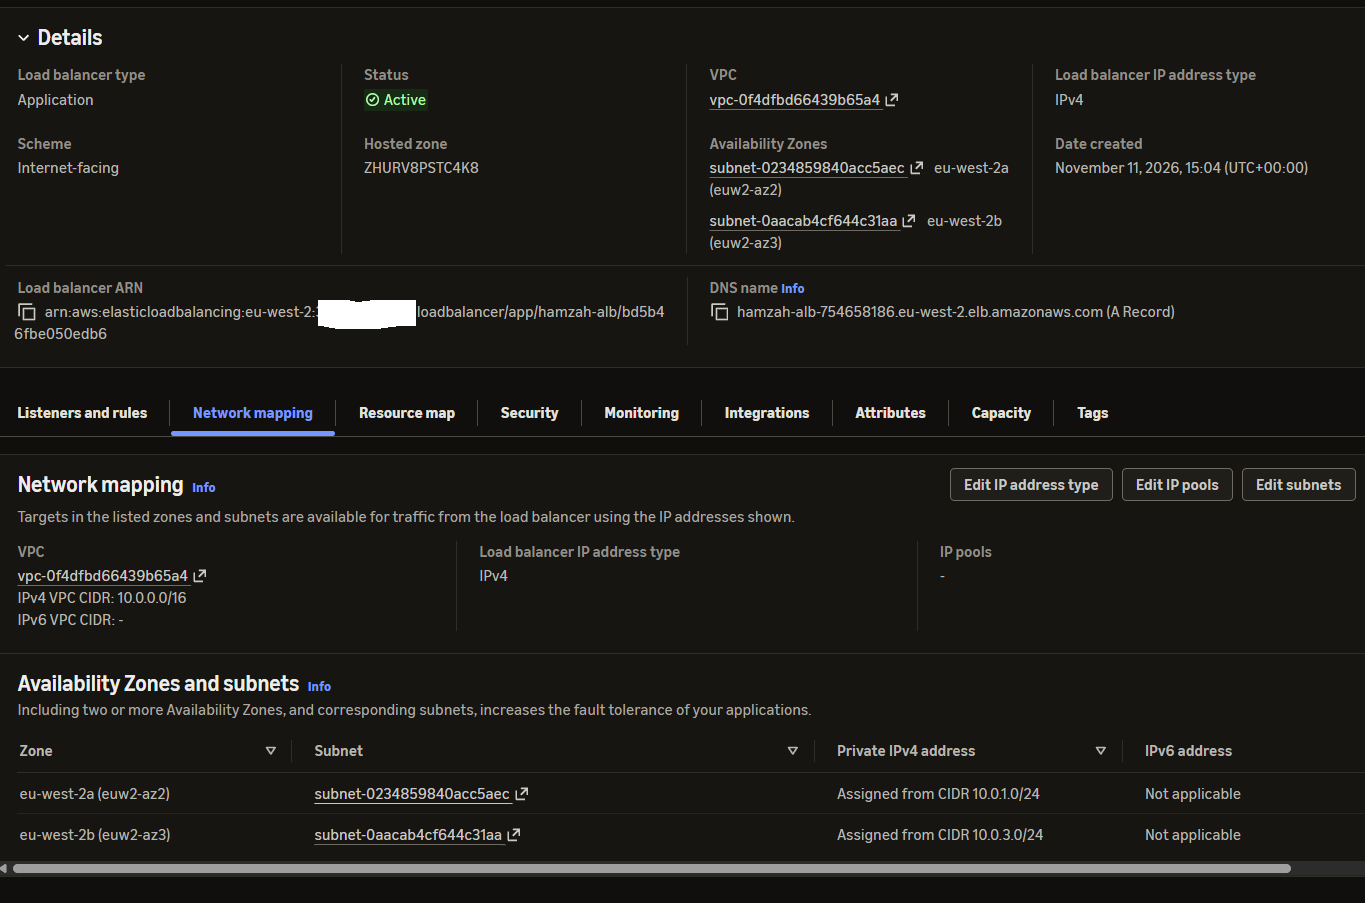 Details
Load balancer type
Application
Status
Active
VPC
vpc-0f4dfbd66439b65a4
Load balancer IP address type
IPv4
Scheme
Internet-facing
Hosted zone
ZHURV8PSTC4K8
Availability Zones
subnet-0234859840acc5aec eu-west-2a
(euw2-az2)
subnet-0aacab4cf644c31aa eu-west-2b
(euw2-az3)
Date created
November 11, 2026, 15:04 (UTC+00:00)
Load balancer ARN
arn:aws:elasticloadbalancing:eu-west-2: loadbalancer/app/hamzah-alb/bd5b4
6fbe050edb6
DNS name Info
hamzah-alb-754658186.eu-west-2.elb.amazonaws.com (A Record)
Listeners and rules Network mapping Resource map Security Monitoring Integrations Attributes Capacity Tags
Network mapping Info
Edit IP address type Edit IP pools Edit subnets
Targets in the listed zones and subnets are available for traffic from the load balancer using the IP addresses shown.
VPC
vpc-0f4dfbd66439b65a4
IPv4 VPC CIDR: 10.0.0.0/16
IPv6 VPC CIDR: -
Load balancer IP address type
IPv4
IP pools
-
Availability Zones and subnets Info
Including two or more Availability Zones, and corresponding subnets, increases the fault tolerance of your applications.
Zone Subnet Private IPv4 address IPv6 address
eu-west-2a (euw2-az2) subnet-0234859840acc5aec Assigned from CIDR 10.0.1.0/24 Not applicable
eu-west-2b (euw2-az3) subnet-0aacab4cf644c31aa Assigned from CIDR 10.0.3.0/24 Not applicable